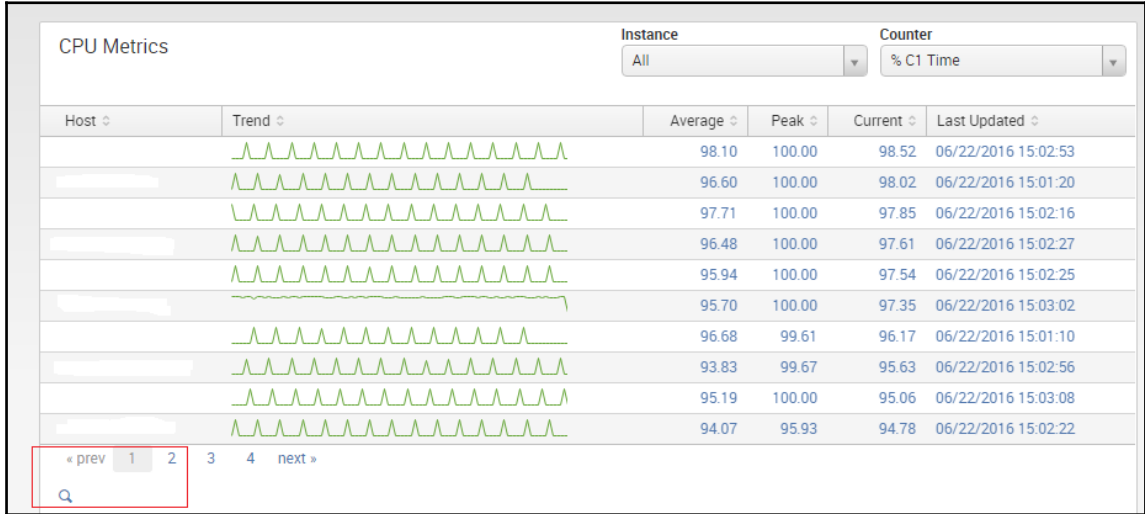 CPU Metrics
Instance
All
Counter
% C1 Time
Host Trend Average Peak Current Last Updated
98.10 100.00 98.52 06/22/2016 15:02:53
96.60 100.00 98.02 06/22/2016 15:01:20
97.71 100.00 97.85 06/22/2016 15:02:16
96.48 100.00 97.61 06/22/2016 15:02:27
95.94 100.00 97.54 06/22/2016 15:02:25
95.70 100.00 97.35 06/22/2016 15:03:02
96.68 99.61 96.17 06/22/2016 15:01:10
93.83 99.67 95.63 06/22/2016 15:02:56
95.19 100.00 95.06 06/22/2016 15:03:08
94.07 95.93 94.78 06/22/2016 15:02:22
« prev 1 2 3 4 next »